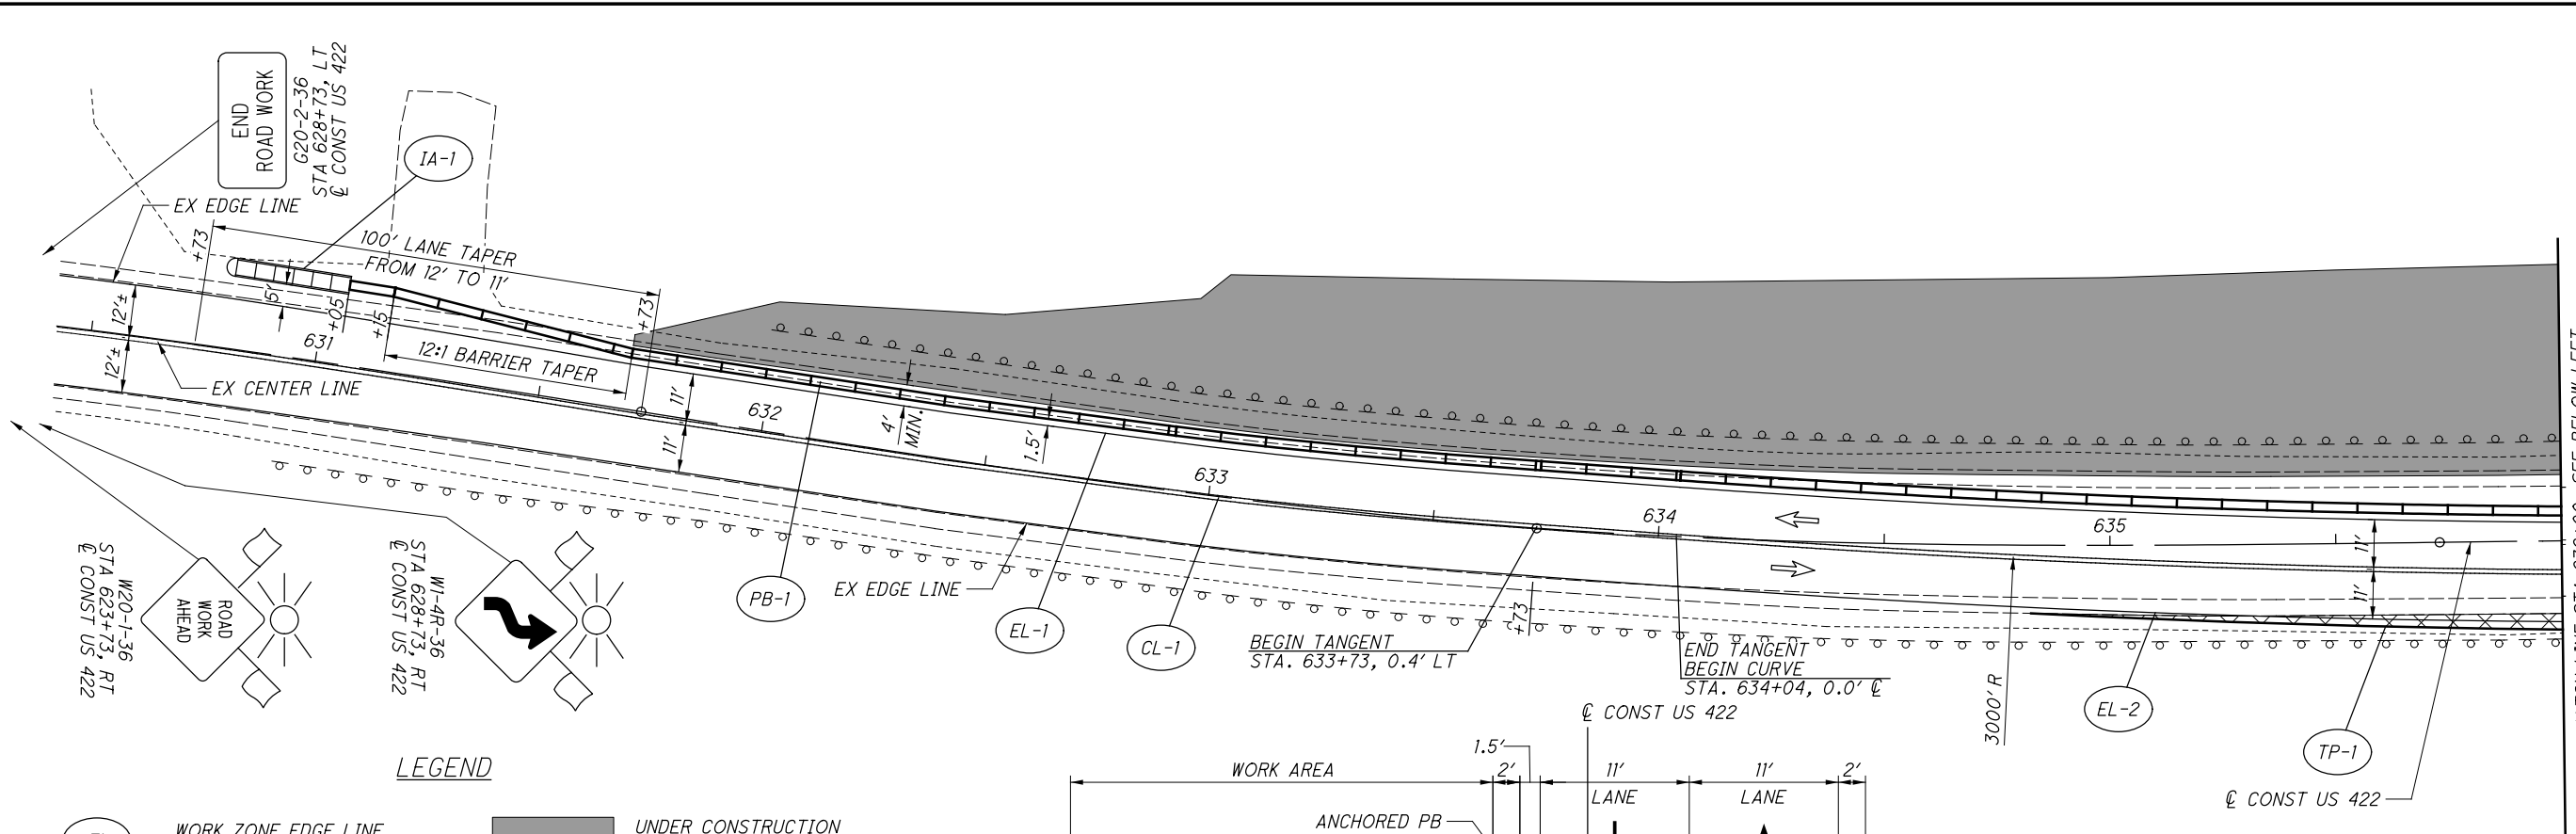 END
ROAD WORK
G20-2-36
STA 628+73, LT
℄ CONST US 422
IA-1
EX EDGE LINE
+73
100' LANE TAPER
FROM 12' TO 11'
5'
+05
+15
+73
12'±
12'±
631
12:1 BARRIER TAPER
EX CENTER LINE
11'
11'
632
4'
MIN.
1.5'
633
634
635
11'
11'
ROAD
WORK
AHEAD
W20-1-36
STA 623+73, RT
℄ CONST US 422
W1-4R-36
STA 628+73, RT
℄ CONST US 422
PB-1
EX EDGE LINE
EL-1
CL-1
+73
BEGIN TANGENT
STA. 633+73, 0.4' LT
END TANGENT
BEGIN CURVE
STA. 634+04, 0.0' ℄
3000' R
EL-2
TP-1
℄ CONST US 422
℄ CONST US 422
LEGEND
WORK ZONE EDGE LINE
UNDER CONSTRUCTION
1.5'
WORK AREA
2'
11'
11'
2'
LANE
LANE
ANCHORED PB